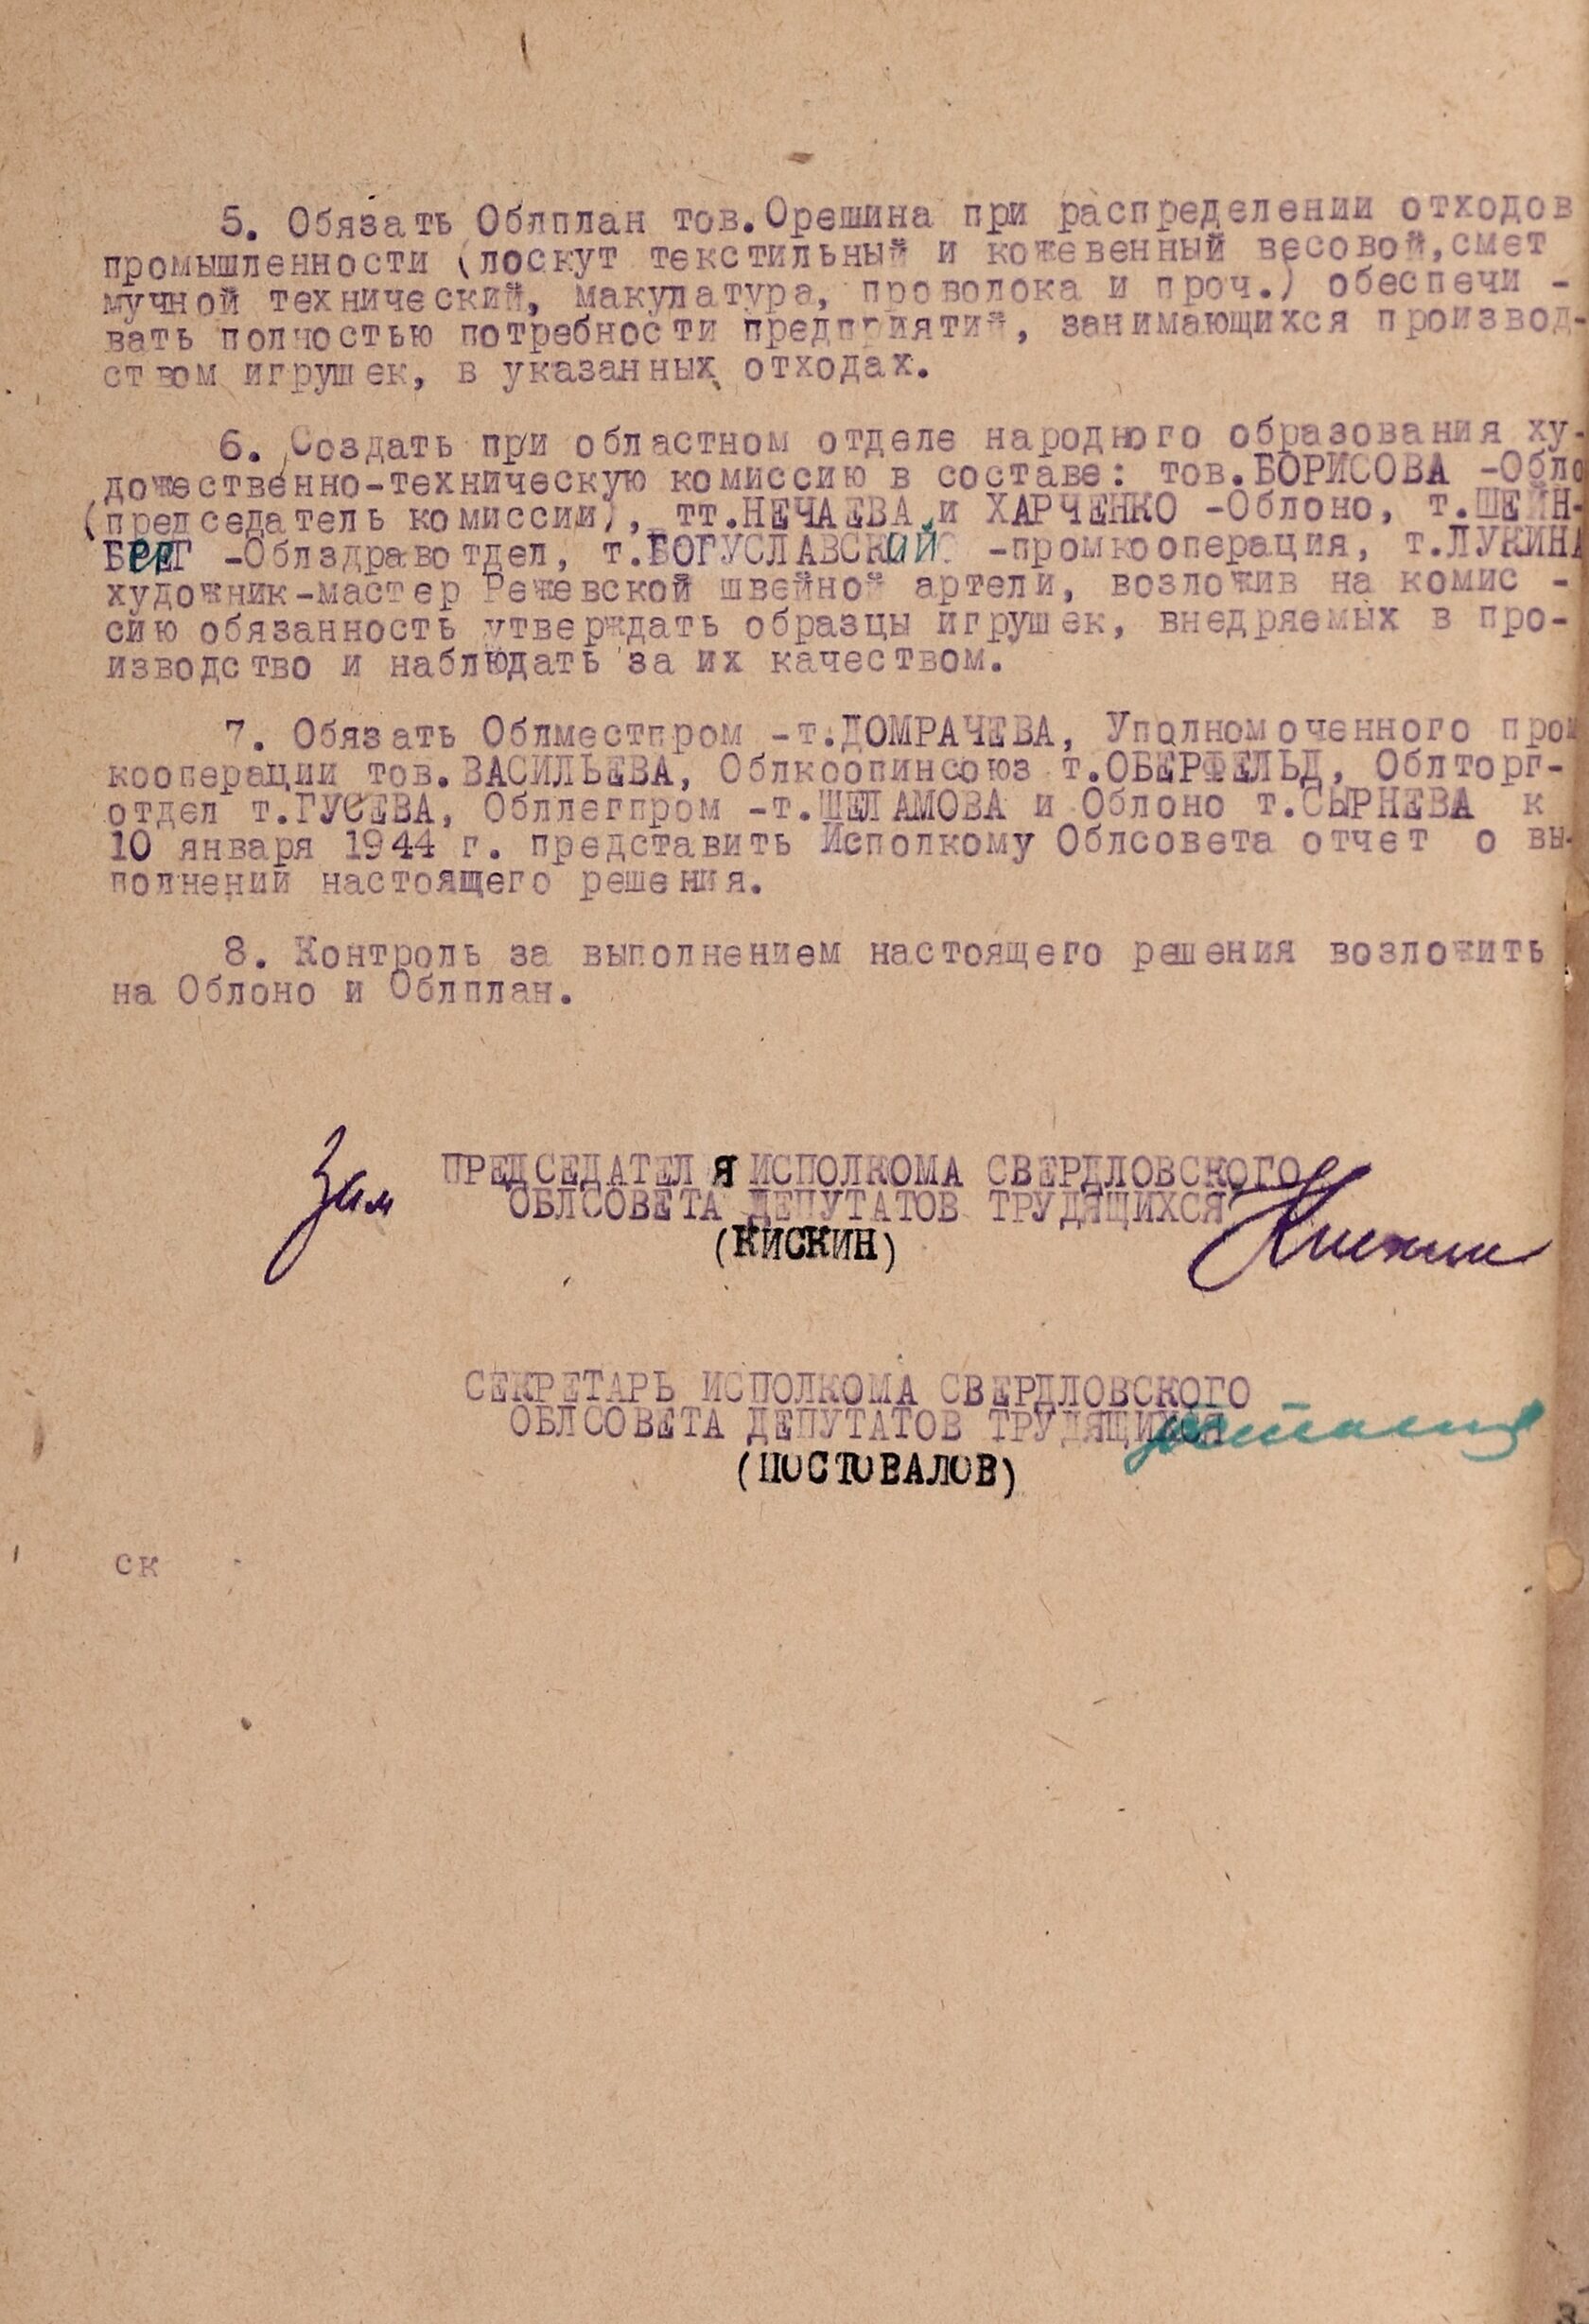 5. Обязать Облплан тов.Орешина при распределении отходов
промышленности (лоскут текстильный и кожевенный весовой,смет
мучной технический, макулатура, проволока и проч.) обеспечи -
вать полностью потребности предприятий, занимающихся производ-
ством игрушек, в указанных отходах.
6. Создать при областном отделе народного образования ху-
дожественно-техническую комиссию в составе: тов.БОРИСОВА -Обло
(председатель комиссии), тт.НЕЧАЕВА, и ХАРЧЕНКО -Облоно, т.ШЕЙН-
БЕРГ -Облздравотдел, т.БОГУСЛАВСКИЙ -промкооперация, т.ЛУКИНА
художник-мастер Режевской швейной артели, возложив на комис -
сию обязанность утверждать образцы игрушек, внедряемых в про-
изводство и наблюдать за их качеством.
7. Обязать Облместпром -т.ДОМРАЧЕВА, Уполномоченного пром
кооперации тов.ВАСИЛЬЕВА, Облкоопинсоюз т.ОБЕРФЕЛЬД, Облторг-
отдел т.ГУСЕВА, Обллегпром -т.ШЕЛАМОВА и Облоно т.СЫРНЕВА к
10 января 1944 г. представить Исполкому Облсовета отчет о вы-
полнении настоящего решения.
8. Контроль за выполнением настоящего решения возложить
на Облоно и Облплан.
Зам ПРЕДСЕДАТЕЛЯ ИСПОЛКОМА СВЕРДЛОВСКОГО
ОБЛСОВЕТА ДЕПУТАТОВ ТРУДЯЩИХСЯ Кискин
(КИСКИН)
СЕКРЕТАРЬ ИСПОЛКОМА СВЕРДЛОВСКОГО
ОБЛСОВЕТА ДЕПУТАТОВ ТРУДЯЩИХСЯ
(ПОСТОВАЛОВ)
ск